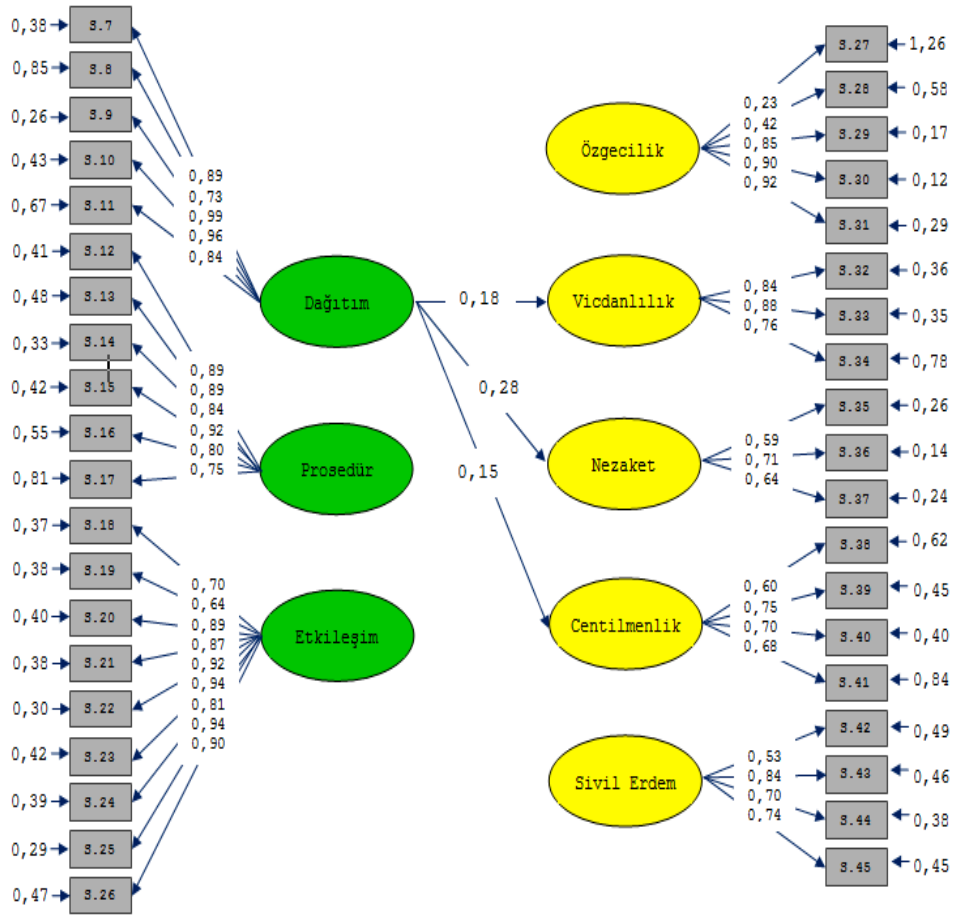 0,38
S.7
0,85
S.8
0,26
S.9
0,43
S.10
0,67
S.11
0,41
S.12
0,48
S.13
0,33
S.14
0,42
S.15
0,55
S.16
0,81
S.17
0,37
S.18
0,38
S.19
0,40
S.20
0,38
S.21
0,30
S.22
0,42
S.23
0,39
S.24
0,29
S.25
0,47
S.26
0,89
0,73
0,99
0,96
0,84
0,89
0,89
0,84
0,92
0,80
0,75
0,70
0,64
0,89
0,87
0,92
0,94
0,81
0,94
0,90
Dağıtım
Prosedür
Etkileşim
0,18
0,28
0,15
Özgecilik
Vicdanlılık
Nezaket
Centilmenlik
Sivil Erdem
0,23
0,42
0,85
0,90
0,92
0,84
0,88
0,76
0,59
0,71
0,64
0,60
0,75
0,70
0,68
0,53
0,84
0,70
0,74
S.27
1,26
S.28
0,58
S.29
0,17
S.30
0,12
S.31
0,29
S.32
0,36
S.33
0,35
S.34
0,78
S.35
0,26
S.36
0,14
S.37
0,24
S.38
0,62
S.39
0,45
S.40
0,40
S.41
0,84
S.42
0,49
S.43
0,46
S.44
0,38
S.45
0,45